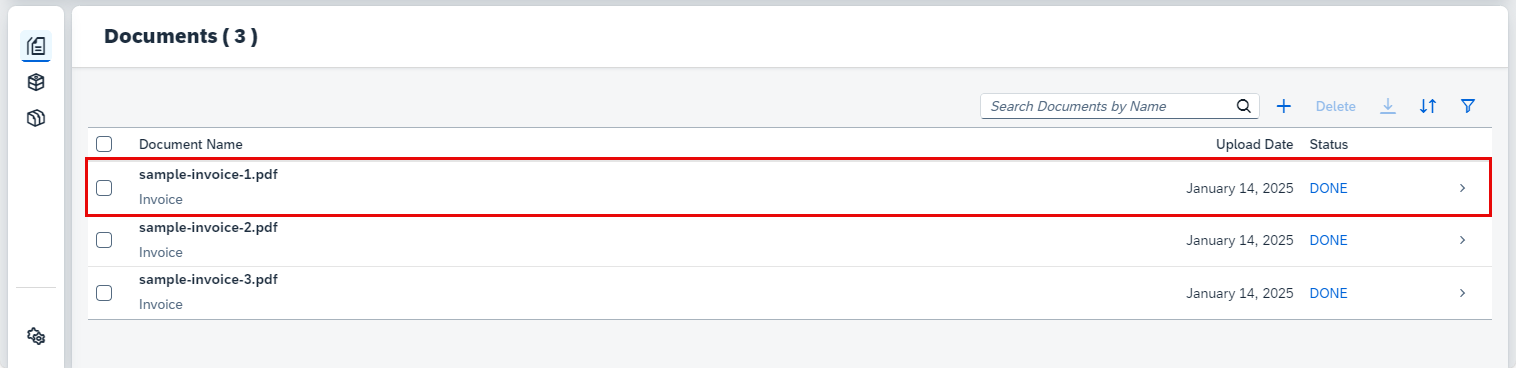 Documents ( 3 )
Search Documents by Name
Delete
Document Name Upload Date Status
sample-invoice-1.pdf
Invoice
January 14, 2025 DONE
sample-invoice-2.pdf
Invoice
January 14, 2025 DONE
sample-invoice-3.pdf
Invoice
January 14, 2025 DONE